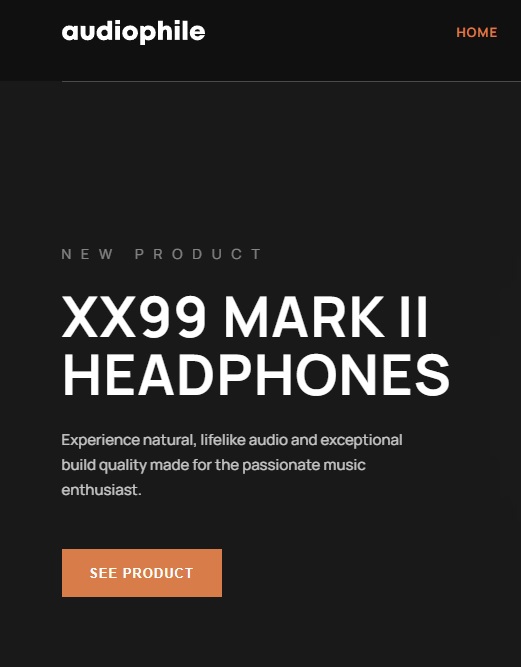 audiophile
HOME
NEW PRODUCT
XX99 MARK II
HEADPHONES
Experience natural, lifelike audio and exceptional
build quality made for the passionate music
enthusiast.
SEE PRODUCT